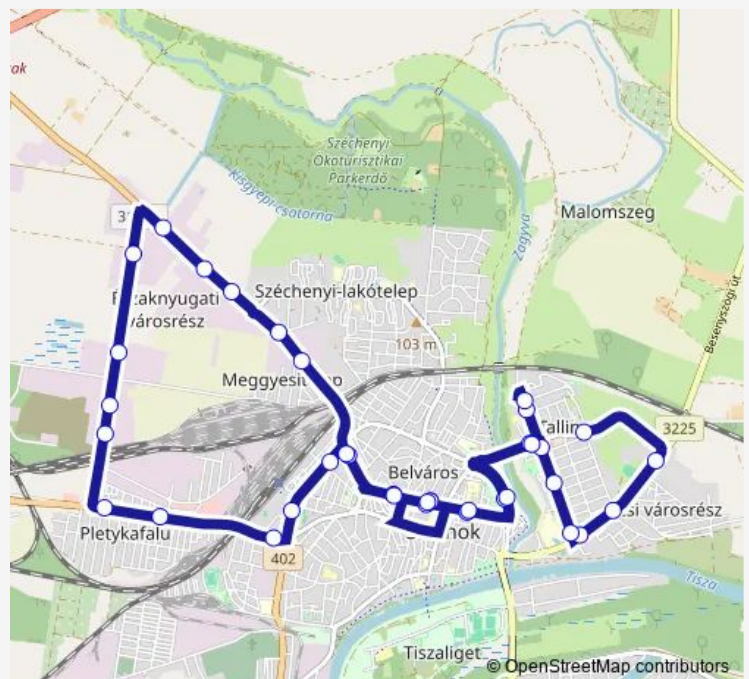 Széchenyi
Ökoturisztikai
Parkerdő
Kisgyepi-csatorna
Malomszeg
Zagyva
Széchenyi-lakótelep
városrész
103 m
Besenyszögi út
3225
Belváros
városrész
Pletykafalu
402
Tisza
Tiszaliget
© OpenStreetMap contributors